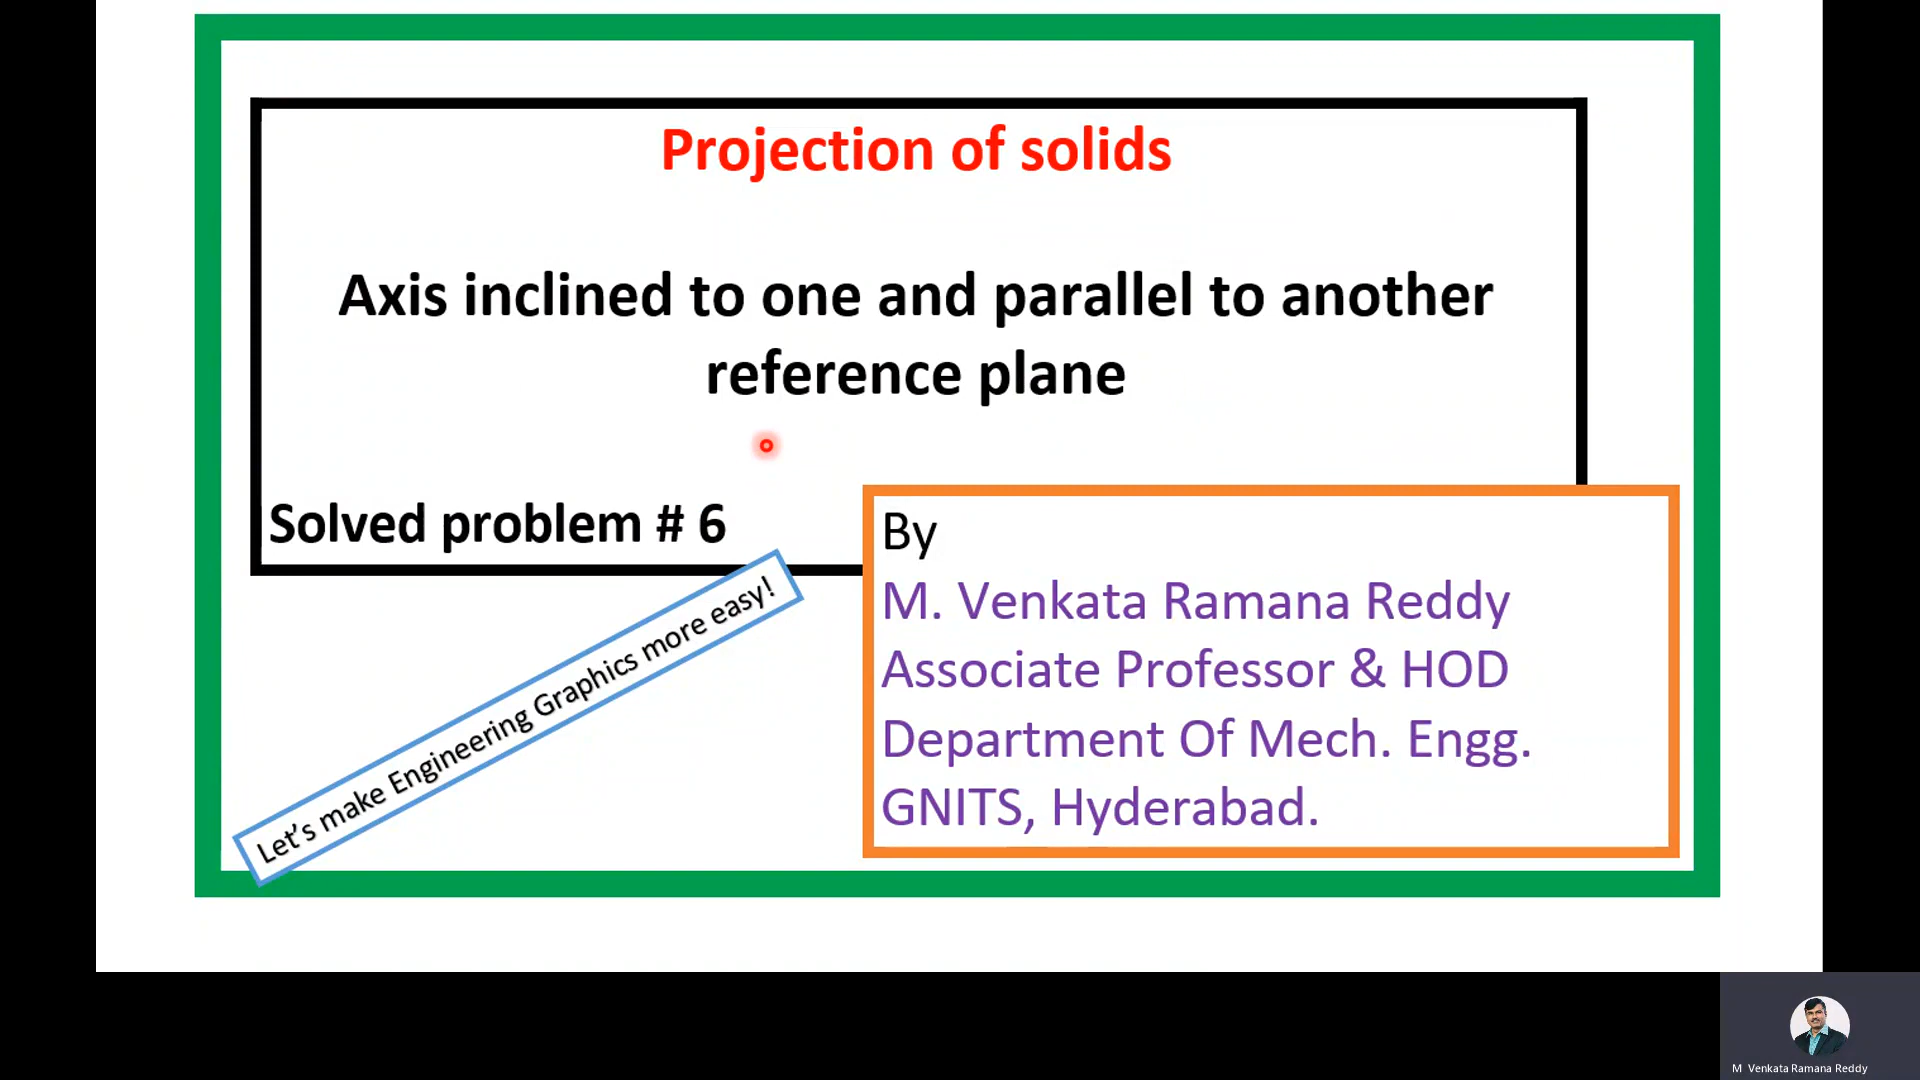 Projection of solids
Axis inclined to one and parallel to another
reference plane
Solved problem # 6
By
M. Venkata Ramana Reddy
Associate Professor & HOD
Department Of Mech. Engg.
GNITS, Hyderabad.
Let’s make Engineering Graphics more easy!
M Venkata Ramana Reddy